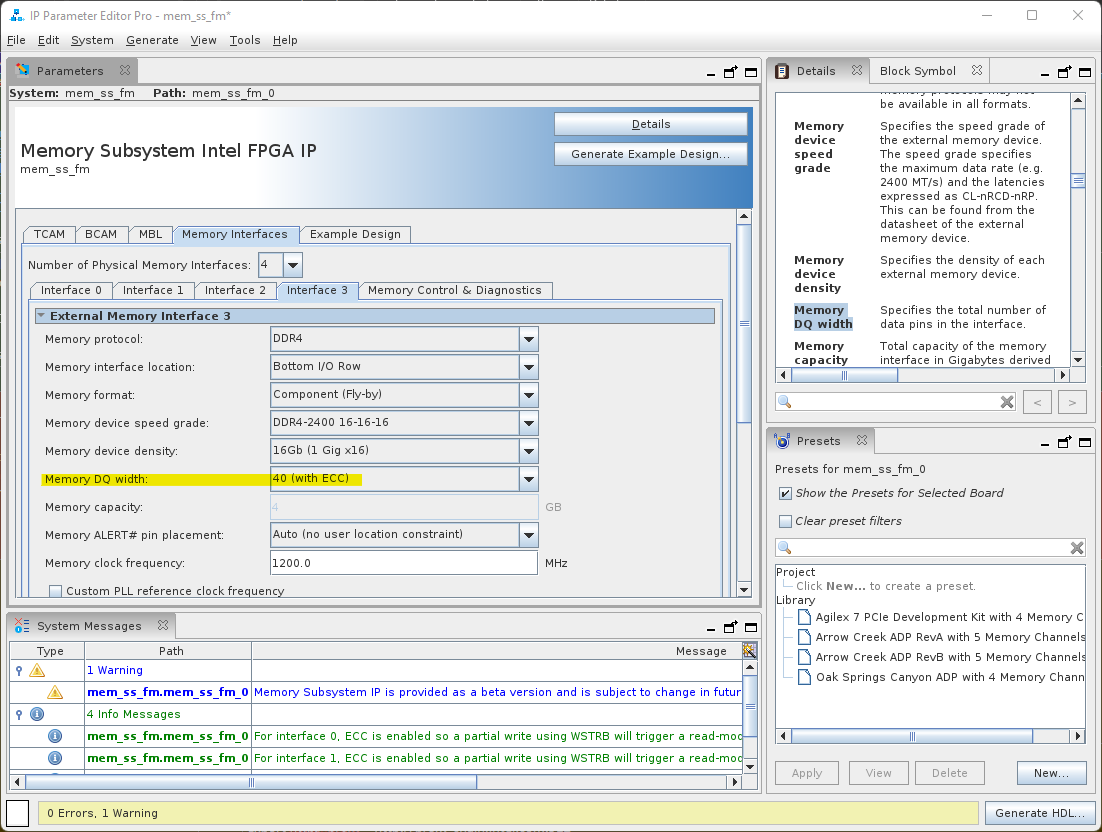 IP Parameter Editor Pro - mem_ss_fm*
File Edit System Generate View Tools Help
Parameters
System: mem_ss_fm Path: mem_ss_fm_0
Memory Subsystem Intel FPGA IP
mem_ss_fm
Details
Generate Example Design...
TCAM BCAM MBL Memory Interfaces Example Design
Number of Physical Memory Interfaces: 4
Interface 0 Interface 1 Interface 2 Interface 3 Memory Control & Diagnostics
External Memory Interface 3
Memory protocol: DDR4
Memory interface location: Bottom I/O Row
Memory format: Component (Fly-by)
Memory device speed grade: DDR4-2400 16-16-16
Memory device density: 16Gb (1 Gig x16)
Memory DQ width: 40 (with ECC)
Memory capacity: 4 GB
Memory ALERT# pin placement: Auto (no user location constraint)
Memory clock frequency: 1200.0 MHz
Custom PLL reference clock frequency
System Messages
Type Path Message
1 Warning
mem_ss_fm.mem_ss_fm_0 Memory Subsystem IP is provided as a beta version and is subject to change in futur
4 Info Messages
mem_ss_fm.mem_ss_fm_0 For interface 0, ECC is enabled so a partial write using WSTRB will trigger a read-mod
mem_ss_fm.mem_ss_fm_0 For interface 1, ECC is enabled so a partial write using WSTRB will trigger a read-mod
0 Errors, 1 Warning
Generate HDL...
Details Block Symbol
be available in all formats.
Memory device speed grade
Specifies the speed grade of
the external memory device.
The speed grade specifies
the maximum data rate (e.g.
2400 MT/s) and the latencies
expressed as CL-nRCD-nRP.
This can be found from the
datasheet of the external
memory device.
Memory device density
Specifies the density of each
external memory device.
Memory DQ width
Specifies the total number of
data pins in the interface.
Memory capacity
Total capacity of the memory
interface in Gigabytes derived
< >
Presets
Presets for mem_ss_fm_0
Show the Presets for Selected Board
Clear preset filters
Project
Click New... to create a preset.
Library
Agilex 7 PCIe Development Kit with 4 Memory C
Arrow Creek ADP RevA with 5 Memory Channels
Arrow Creek ADP RevB with 5 Memory Channels
Oak Springs Canyon ADP with 4 Memory Chann
Apply View Delete New...